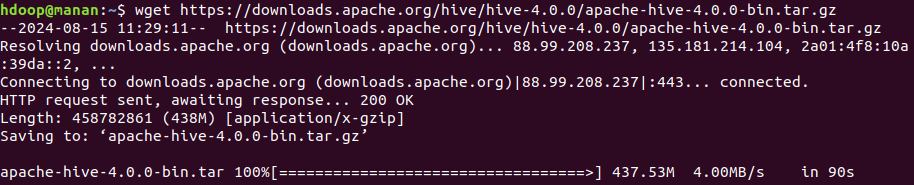 hdoop@manan:~$ wget https://downloads.apache.org/hive/hive-4.0.0/apache-hive-4.0.0-bin.tar.gz
--2024-08-15 11:29:11--  https://downloads.apache.org/hive/hive-4.0.0/apache-hive-4.0.0-bin.tar.gz
Resolving downloads.apache.org (downloads.apache.org)... 88.99.208.237, 135.181.214.104, 2a01:4f8:10a
:39da::2, ...
Connecting to downloads.apache.org (downloads.apache.org)|88.99.208.237|:443... connected.
HTTP request sent, awaiting response... 200 OK
Length: 458782861 (438M) [application/x-gzip]
Saving to: ‘apache-hive-4.0.0-bin.tar.gz’
apache-hive-4.0.0-bin.tar 100%[==================================>] 437.53M  4.00MB/s    in 90s